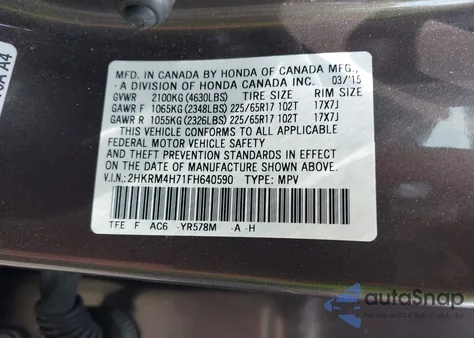 MFD. IN CANADA BY HONDA OF CANADA MFG.,
- A DIVISION OF HONDA CANADA INC. 03/'15
GVWR 2100KG (4630LBS) TIRE SIZE RIM SIZE
GAWR F 1065KG (2348LBS) 225/65R17 102T 17X7J
GAWR R 1055KG (2326LBS) 225/65R17 102T 17X7J
THIS VEHICLE CONFORMS TO ALL APPLICABLE
FEDERAL MOTOR VEHICLE SAFETY
AND THEFT PREVENTION STANDARDS IN EFFECT
ON THE DATE OF MANUFACTURE SHOWN ABOVE.
V.I.N.: 2HKRM4H71FH640590 TYPE: MPV
TFE F AC6 -YR578M -A -H
A4
autoSnap